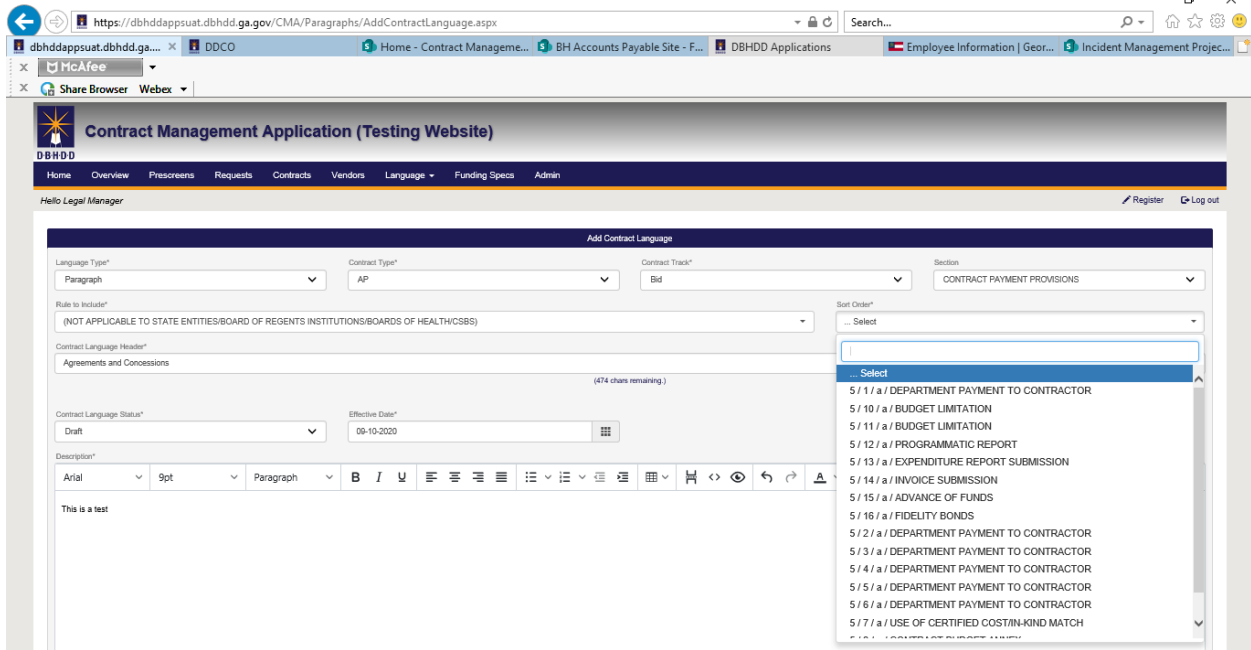 https://dbhddappsuat.dbhdd.ga.gov/CMA/Paragraphs/AddContractLanguage.aspx
Search...
dbhddappsuat.dbhdd.ga....
DDCO
Home - Contract Manageme...
BH Accounts Payable Site - F...
DBHDD Applications
Employee Information | Geor...
Incident Management Projec...
McAfee
Share Browser Webex
Contract Management Application (Testing Website)
D·B·H·D·D
Home Overview Prescreens Requests Contracts Vendors Language Funding Specs Admin
Hello Legal Manager
Register Log out
Add Contract Language
Language Type* Contract Type* Contract Track* Section
Paragraph AP Bid CONTRACT PAYMENT PROVISIONS
Rule to Include* Sort Order*
(NOT APPLICABLE TO STATE ENTITIES/BOARD OF REGENTS INSTITUTIONS/BOARDS OF HEALTH/CSBS) ... Select
Contract Language Header*
Agreements and Concessions
(474 chars remaining.)
Contract Language Status* Effective Date*
Draft 09-10-2020
Description*
Arial 9pt Paragraph B I U A
This is a test
... Select
5 / 1 / a / DEPARTMENT PAYMENT TO CONTRACTOR
5 / 10 / a / BUDGET LIMITATION
5 / 11 / a / BUDGET LIMITATION
5 / 12 / a / PROGRAMMATIC REPORT
5 / 13 / a / EXPENDITURE REPORT SUBMISSION
5 / 14 / a / INVOICE SUBMISSION
5 / 15 / a / ADVANCE OF FUNDS
5 / 16 / a / FIDELITY BONDS
5 / 2 / a / DEPARTMENT PAYMENT TO CONTRACTOR
5 / 3 / a / DEPARTMENT PAYMENT TO CONTRACTOR
5 / 4 / a / DEPARTMENT PAYMENT TO CONTRACTOR
5 / 5 / a / DEPARTMENT PAYMENT TO CONTRACTOR
5 / 6 / a / DEPARTMENT PAYMENT TO CONTRACTOR
5 / 7 / a / USE OF CERTIFIED COST/IN-KIND MATCH